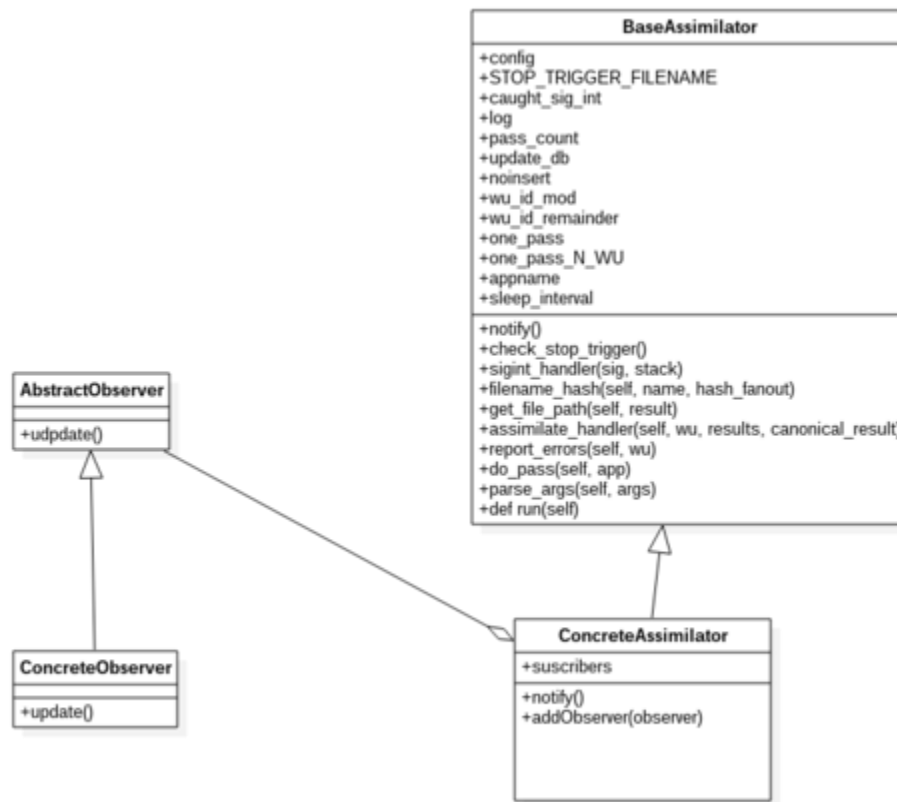 BaseAssimilator
+config
+STOP_TRIGGER_FILENAME
+caught_sig_int
+log
+pass_count
+update_db
+noinsert
+wu_id_mod
+wu_id_remainder
+one_pass
+one_pass_N_WU
+appname
+sleep_interval
+notify()
+check_stop_trigger()
+sigint_handler(sig, stack)
+filename_hash(self, name, hash_fanout)
+get_file_path(self, result)
+assimilate_handler(self, wu, results, canonical_result)
+report_errors(self, wu)
+do_pass(self, app)
+parse_args(self, args)
+def run(self)
AbstractObserver
+udpdate()
ConcreteObserver
+update()
ConcreteAssimilator
+suscribers
+notify()
+addObserver(observer)